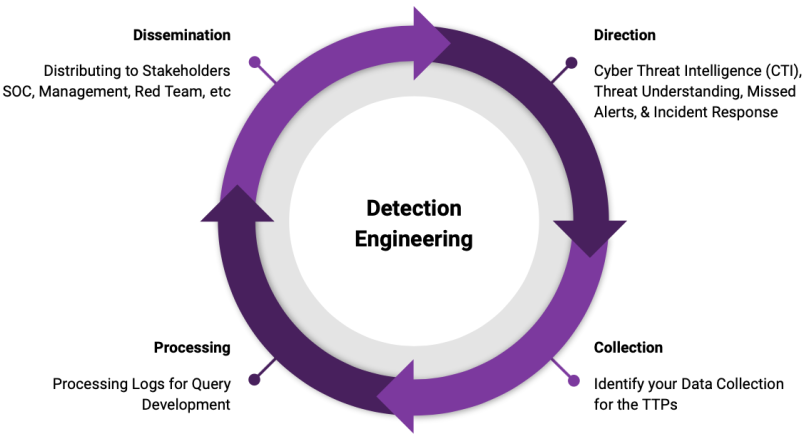 Dissemination
Distributing to Stakeholders
SOC, Management, Red Team, etc
Direction
Cyber Threat Intelligence (CTI),
Threat Understanding, Missed
Alerts, & Incident Response
Detection
Engineering
Processing
Processing Logs for Query
Development
Collection
Identify your Data Collection
for the TTPs